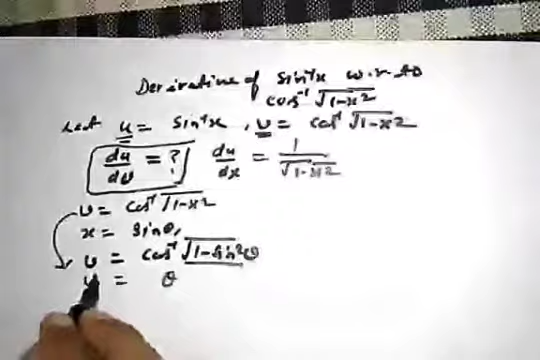 Derivative of sin⁻¹x w.r.to
cos⁻¹ √1-x2
Let u = sin⁻¹x , v = cos⁻¹ √1-x2
du/dv = ? du/dx = 1/√1-x2
v = cos⁻¹ √1-x2
x = sinθ,
v = cos⁻¹ √1-sin2θ
v = θ